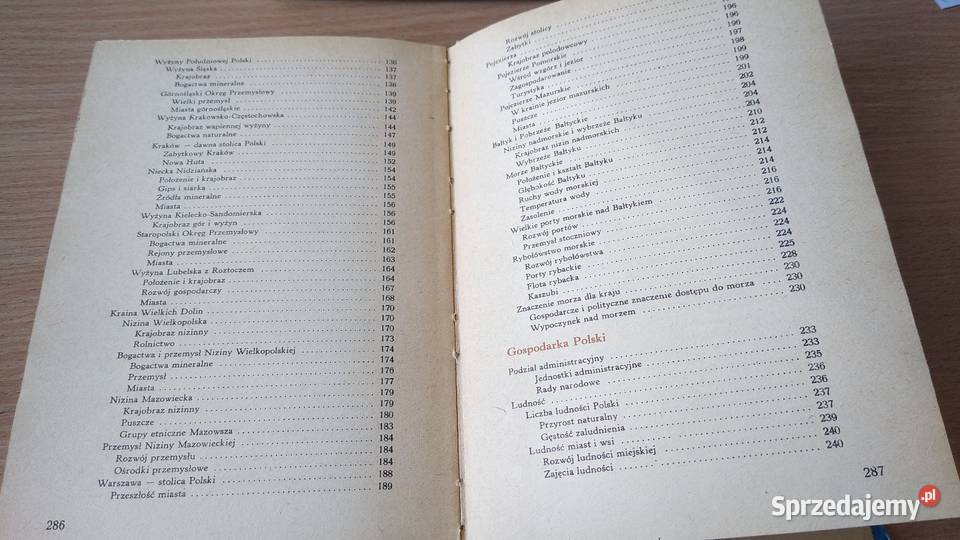 Wyżyny Południowej Polski 136
Wyżyna Śląska 137
Krajobraz 137
Bogactwa mineralne 138
Górnośląski Okręg Przemysłowy 139
Wielki przemysł 139
Miasta górnośląskie 142
Wyżyna Krakowsko-Częstochowska 144
Krajobraz wapiennej wyżyny 144
Bogactwa naturalne 147
Kraków — dawna stolica Polski 149
Zabytkowy Kraków 149
Nowa Huta 152
Niecka Nidziańska 154
Położenie i krajobraz 154
Gips i siarka 155
Źródła mineralne 155
Miasta 156
Wyżyna Kielecko-Sandomierska 156
Krajobraz gór i wyżyn 156
Staropolski Okręg Przemysłowy 161
Bogactwa mineralne 161
Rejony przemysłowe 162
Miasta 163
Wyżyna Lubelska z Roztoczem 164
Położenie i krajobraz 164
Rozwój gospodarczy 167
Miasta 168
Kraina Wielkich Dolin 170
Nizina Wielkopolska 170
Krajobraz nizinny 170
Rolnictwo 173
Bogactwa i przemysł Niziny Wielkopolskiej 174
Bogactwa mineralne 174
Przemysł 176
Miasta 177
Nizina Mazowiecka 179
Krajobraz nizinny 179
Puszcze 180
Grupy etniczne Mazowsza 183
Przemysł Niziny Mazowieckiej 184
Rozwój przemysłu 184
Ośrodki przemysłowe 184
Warszawa — stolica Polski 188
Przeszłość miasta 189
286
Rozwój stolicy 196
Zabytki 196
Pojezierza 196
Krajobraz polodowcowy 197
Pojezierze Pomorskie 198
Wśród wzgórz i jezior 199
Zagospodarowanie 199
Turystyka 201
Pojezierze Mazurskie 202
W krainie jezior mazurskich 204
Puszcze 204
Miasta 204
Bałtyk i Pobrzeże Bałtyckie 210
Niziny nadmorskie i wybrzeże Bałtyku 212
Krajobraz nizin nadmorskich 212
Wybrzeże Bałtyku 214
Morze Bałtyckie 214
Położenie i kształt Bałtyku 214
Głębokość Bałtyku
Ruchy wody morskiej 216
Temperatura wody 216
Zasolenie 216
Wielkie porty morskie nad Bałtykiem 222
Rozwój portów 224
Przemysł stoczniowy 224
Rybołówstwo morskie 224
Rozwój rybołówstwa 225
Porty rybackie 228
Flota rybacka
Kaszubi
Znaczenie morza dla kraju 230
Gospodarcze i polityczne znaczenie dostępu do morza 230
Wypoczynek nad morzem 230
Gospodarka Polski
Podział administracyjny 233
Jednostki administracyjne 233
Rady narodowe 235
Ludność 236
Liczba ludności Polski 236
Przyrost naturalny 237
Gęstość zaludnienia 237
Ludność miast i wsi 239
Rozwój ludności miejskiej 240
Zajęcia ludności 240
287
Sprzedajemy.pl